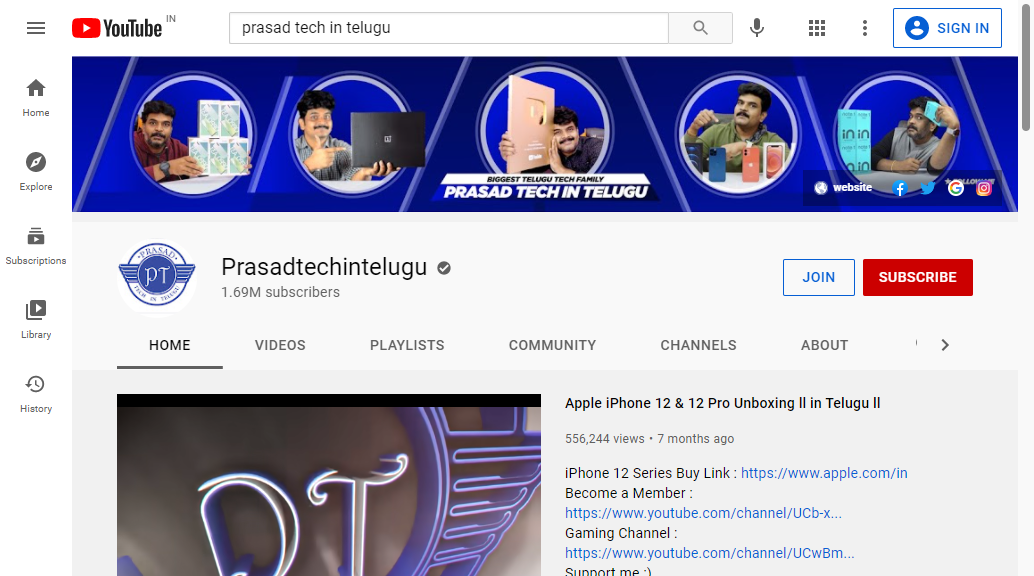 YouTube IN
prasad tech in telugu
SIGN IN
Home
Explore
Subscriptions
Library
History
BIGGEST TELUGU TECH FAMILY
PRASAD TECH IN TELUGU
website
PRASAD
PT
TECH IN TELUGU
Prasadtechintelugu
1.69M subscribers
JOIN
SUBSCRIBE
HOME VIDEOS PLAYLISTS COMMUNITY CHANNELS ABOUT
PT
Apple iPhone 12 & 12 Pro Unboxing ll in Telugu ll
556,244 views • 7 months ago
iPhone 12 Series Buy Link : https://www.apple.com/in
Become a Member :
https://www.youtube.com/channel/UCb-x...
Gaming Channel :
https://www.youtube.com/channel/UCwBm...
Support me :)